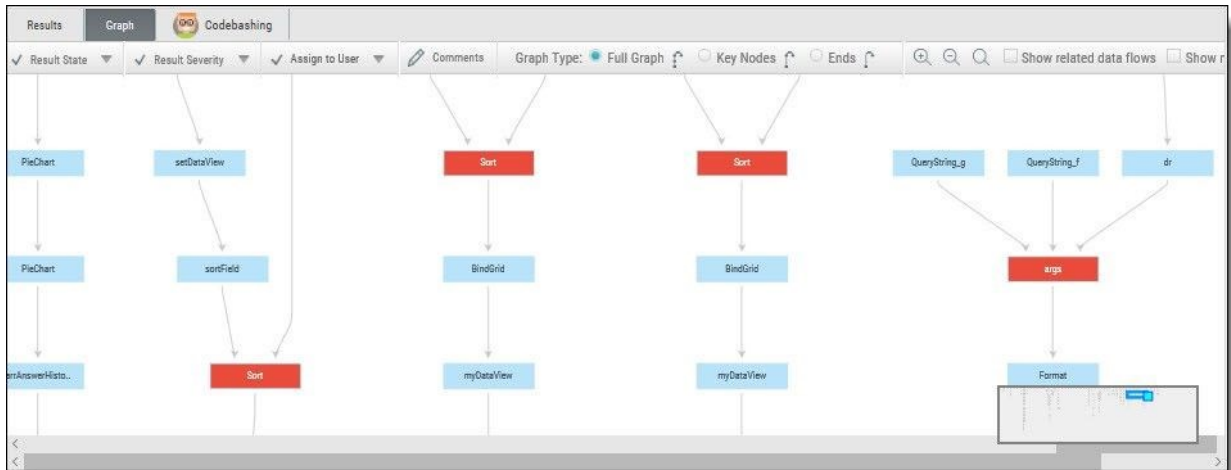 Results Graph Codebashing
Result State Result Severity Assign to User Comments Graph Type: Full Graph Key Nodes Ends Show related data flows Show r
PieChart setDataView Sort Sort QueryString_g QueryString_f dr
PieChart sortField BindGrid BindGrid args
arrAnswerHisto.. Sort myDataView myDataView Format